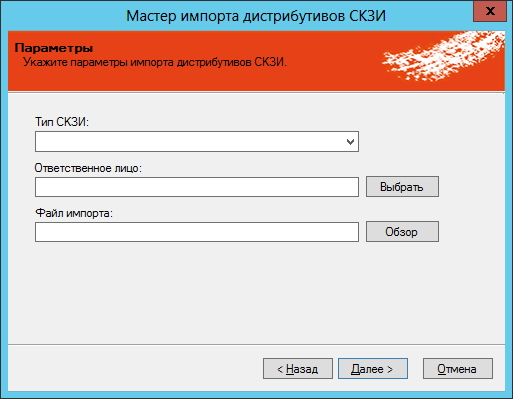 Мастер импорта дистрибутивов СКЗИ
x
Параметры
Укажите параметры импорта дистрибутивов СКЗИ.
Тип СКЗИ:
Ответственное лицо:
Выбрать
Файл импорта:
Обзор
< Назад
Далее >
Отмена